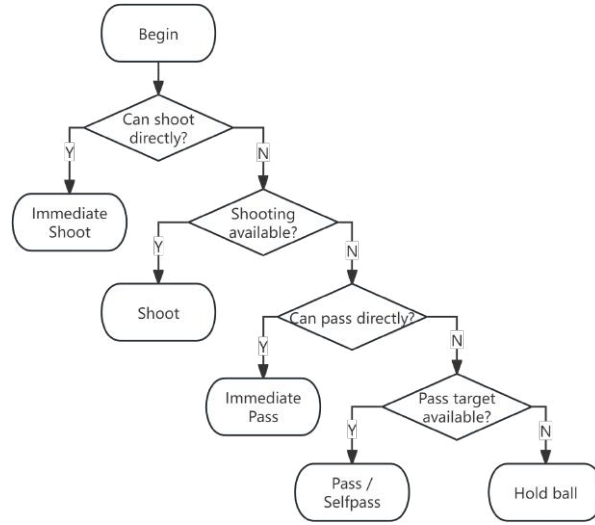 Begin
Can shoot
directly?
Y
N
Immediate
Shoot
Shooting
available?
Y
N
Shoot
Can pass directly?
Y
N
Immediate
Pass
Pass target
available?
Y
N
Pass /
Selfpass
Hold ball